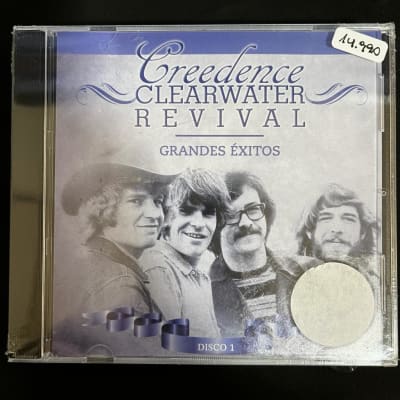 14.990
Creedence
CLEARWATER
REVIVAL
GRANDES ÉXITOS
DISCO 1